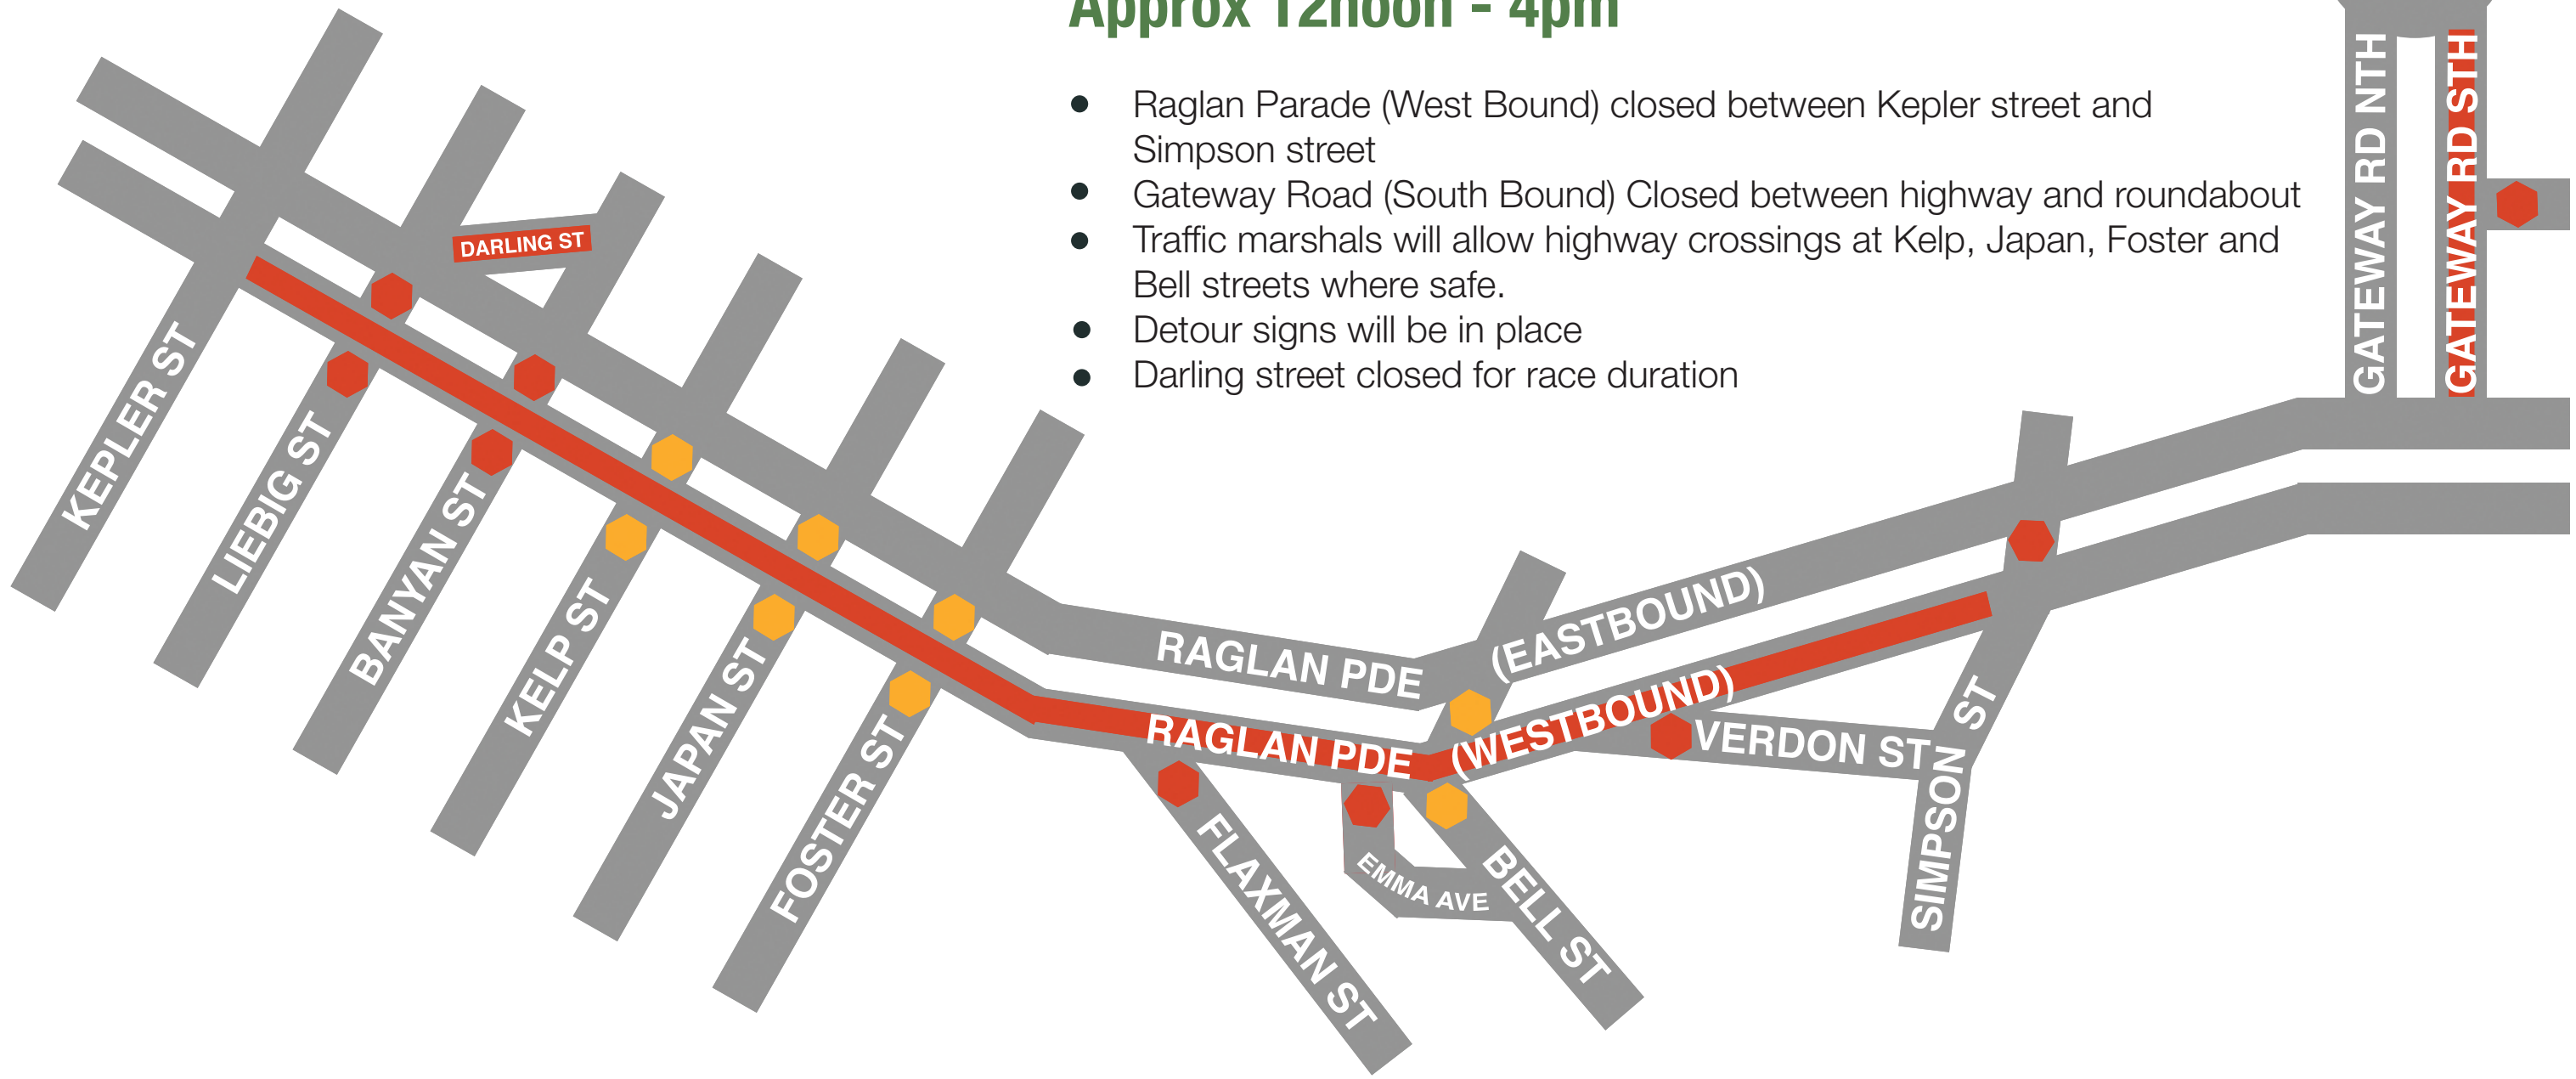 Approx 12noon - 4pm
• Raglan Parade (West Bound) closed between Kepler street and
Simpson street
• Gateway Road (South Bound) Closed between highway and roundabout
• Traffic marshals will allow highway crossings at Kelp, Japan, Foster and
Bell streets where safe.
• Detour signs will be in place
• Darling street closed for race duration
GATEWAY RD NTH
GATEWAY RD STH
DARLING ST
KEPLER ST
LIEBIG ST
BANYAN ST
KELP ST
JAPAN ST
FOSTER ST
RAGLAN PDE (EASTBOUND)
RAGLAN PDE (WESTBOUND)
VERDON ST
SIMPSON ST
FLAXMAN ST
EMMA AVE
BELL ST